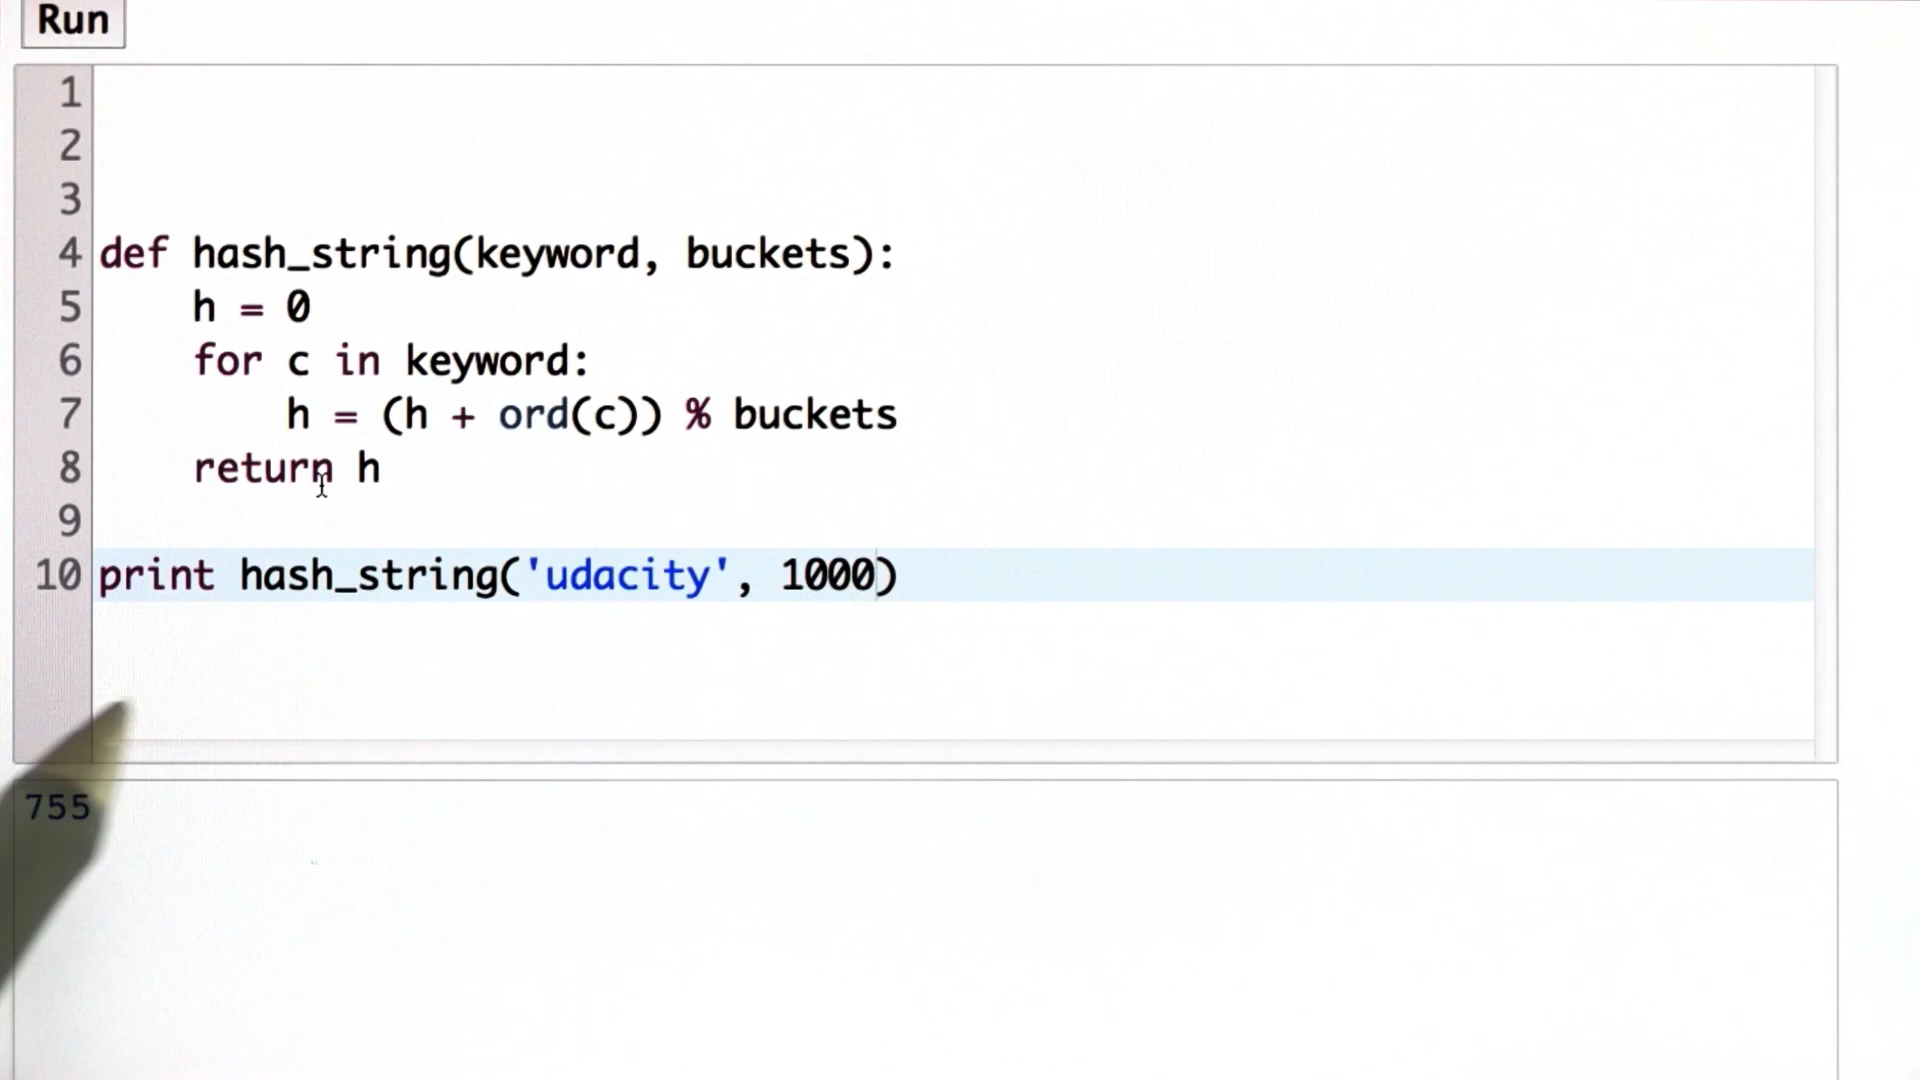 Run
1
2
3
4 def hash_string(keyword, buckets):
5     h = 0
6     for c in keyword:
7         h = (h + ord(c)) % buckets
8     return h
9
10 print hash_string('udacity', 1000)
755